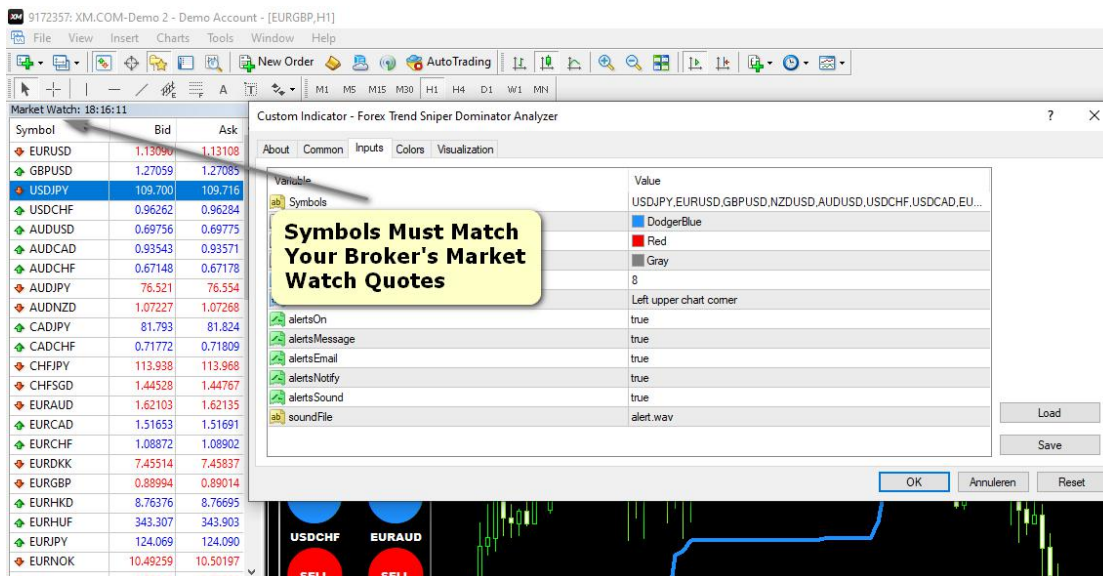 9172357: XM.COM-Demo 2 - Demo Account - [EURGBP,H1]
File View Insert Charts Tools Window Help
New Order AutoTrading
A T M1 M5 M15 M30 H1 H4 D1 W1 MN
Market Watch: 18:16:11
Symbol Bid Ask
EURUSD 1.13090 1.13108
GBPUSD 1.27059 1.27085
USDJPY 109.700 109.716
USDCHF 0.96262 0.96284
AUDUSD 0.69756 0.69775
AUDCAD 0.93543 0.93571
AUDCHF 0.67148 0.67178
AUDJPY 76.521 76.554
AUDNZD 1.07227 1.07268
CADJPY 81.793 81.824
CADCHF 0.71772 0.71809
CHFJPY 113.938 113.968
CHFSGD 1.44528 1.44767
EURAUD 1.62103 1.62135
EURCAD 1.51653 1.51691
EURCHF 1.08872 1.08902
EURDKK 7.45514 7.45837
EURGBP 0.88994 0.89014
EURHKD 8.76376 8.76695
EURHUF 343.307 343.903
EURJPY 124.069 124.090
EURNOK 10.49259 10.50197
Custom Indicator - Forex Trend Sniper Dominator Analyzer ?
About Common Inputs Colors Visualization
Variable Value
ab Symbols USDJPY,EURUSD,GBPUSD,NZDUSD,AUDUSD,USDCHF,USDCAD,EU...
DodgerBlue
Red
Gray
8
Left upper chart corner
Symbols Must Match
Your Broker's Market
Watch Quotes
alertsOn true
alertsMessage true
alertsEmail true
alertsNotify true
alertsSound true
ab soundFile alert.wav
Load
Save
OK Annuleren Reset
USDCHF EURAUD
SELL SELL